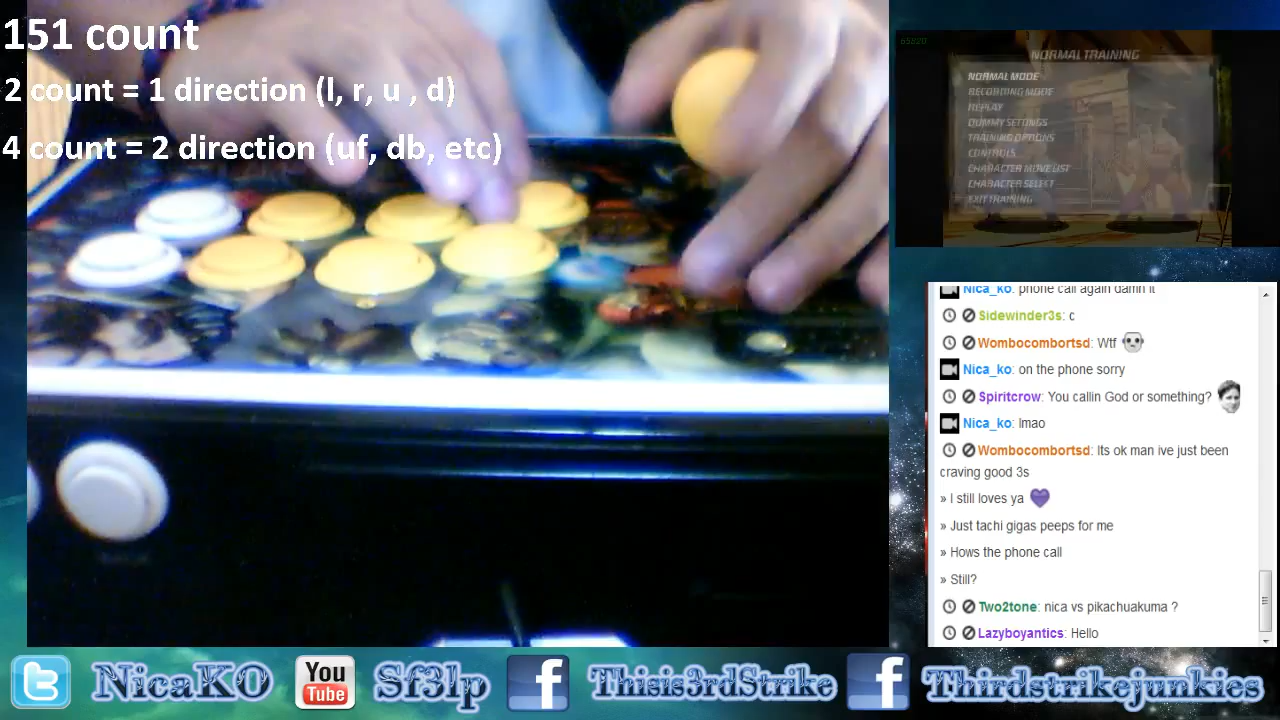 151 count
2 count = 1 direction (l, r, u , d)
4 count = 2 direction (uf, db, etc)
NORMAL TRAINING
NORMAL MODE
RECORDING MODE
REPLAY
DUMMY SETTINGS
TRAINING OPTIONS
CONTROLS
CHARACTER MOVE LIST
CHARACTER SELECT
EXIT TRAINING
Nica_ko: phone call again damn it
Sidewinder3s: c
Wombocombortsd: Wtf
Nica_ko: on the phone sorry
Spiritcrow: You callin God or something?
Nica_ko: lmao
Wombocombortsd: Its ok man ive just been
craving good 3s
» I still loves ya
» Just tachi gigas peeps for me
» Hows the phone call
» Still?
Two2tone: nica vs pikachuakuma ?
Lazyboyantics: Hello
NicaKO You Tube Sf3lp Thisis3rdStrike Thirdstrikejunkies